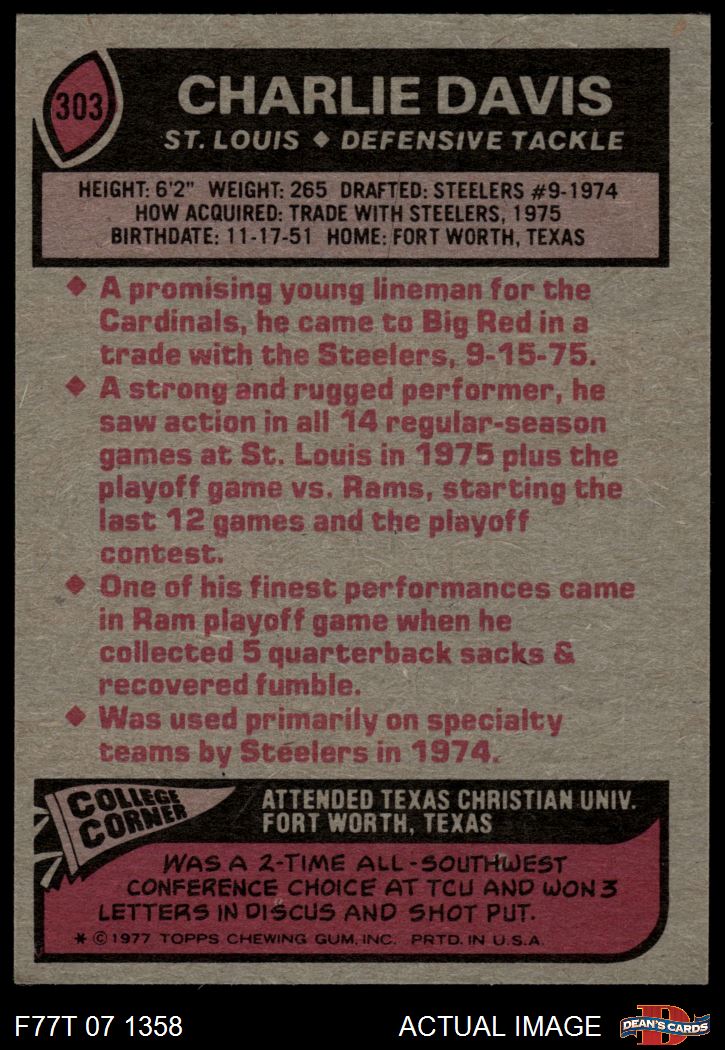 303
CHARLIE DAVIS
ST. LOUIS ♦ DEFENSIVE TACKLE
HEIGHT: 6'2" WEIGHT: 265 DRAFTED: STEELERS #9-1974
HOW ACQUIRED: TRADE WITH STEELERS, 1975
BIRTHDATE: 11-17-51 HOME: FORT WORTH, TEXAS
♦ A promising young lineman for the
Cardinals, he came to Big Red in a
trade with the Steelers, 9-15-75.
♦ A strong and rugged performer, he
saw action in all 14 regular-season
games at St. Louis in 1975 plus the
playoff game vs. Rams, starting the
last 12 games and the playoff
contest.
♦ One of his finest performances came
in Ram playoff game when he
collected 5 quarterback sacks &
recovered fumble.
♦ Was used primarily on specialty
teams by Steelers in 1974.
COLLEGE
CORNER
ATTENDED TEXAS CHRISTIAN UNIV.
FORT WORTH, TEXAS
WAS A 2-TIME ALL-SOUTHWEST
CONFERENCE CHOICE AT TCU AND WON 3
LETTERS IN DISCUS AND SHOT PUT.
* © 1977 TOPPS CHEWING GUM, INC. PRTD. IN U.S.A.
F77T 07 1358
ACTUAL IMAGE
D
DEAN'S CARDS